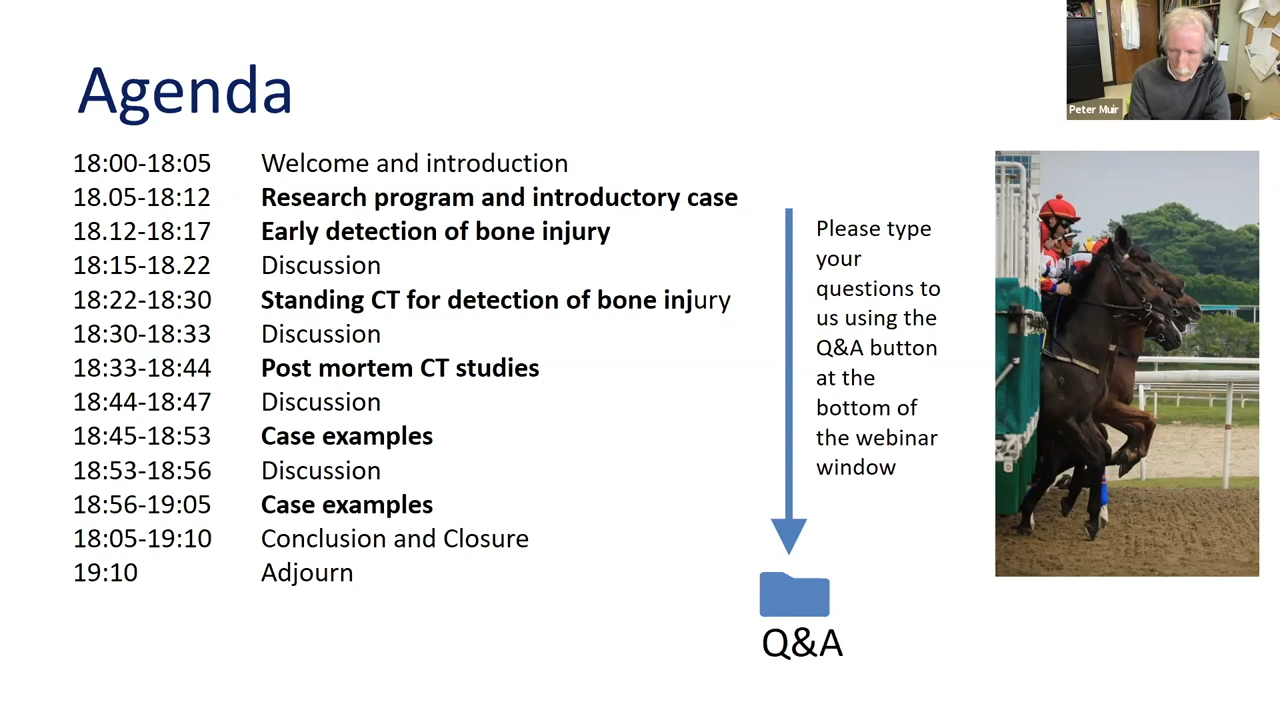 Agenda
18:00-18:05 Welcome and introduction
18.05-18:12 Research program and introductory case
18.12-18:17 Early detection of bone injury
18:15-18.22 Discussion
18:22-18:30 Standing CT for detection of bone injury
18:30-18:33 Discussion
18:33-18:44 Post mortem CT studies
18:44-18:47 Discussion
18:45-18:53 Case examples
18:53-18:56 Discussion
18:56-19:05 Case examples
18:05-19:10 Conclusion and Closure
19:10 Adjourn
Please type
your
questions to
us using the
Q&A button
at the
bottom of
the webinar
window
Q&A
Peter Muir